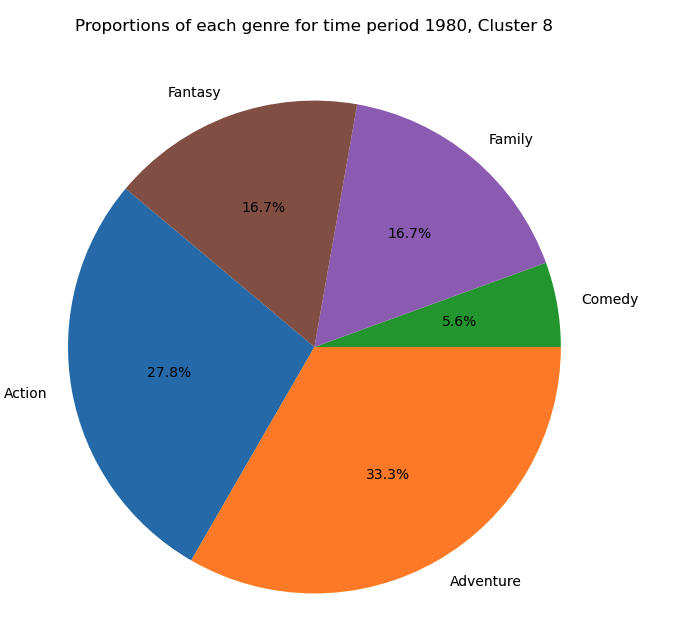 Proportions of each genre for time period 1980, Cluster 8
Fantasy
Family
16.7%
16.7%
Comedy
5.6%
27.8%
Action
33.3%
Adventure